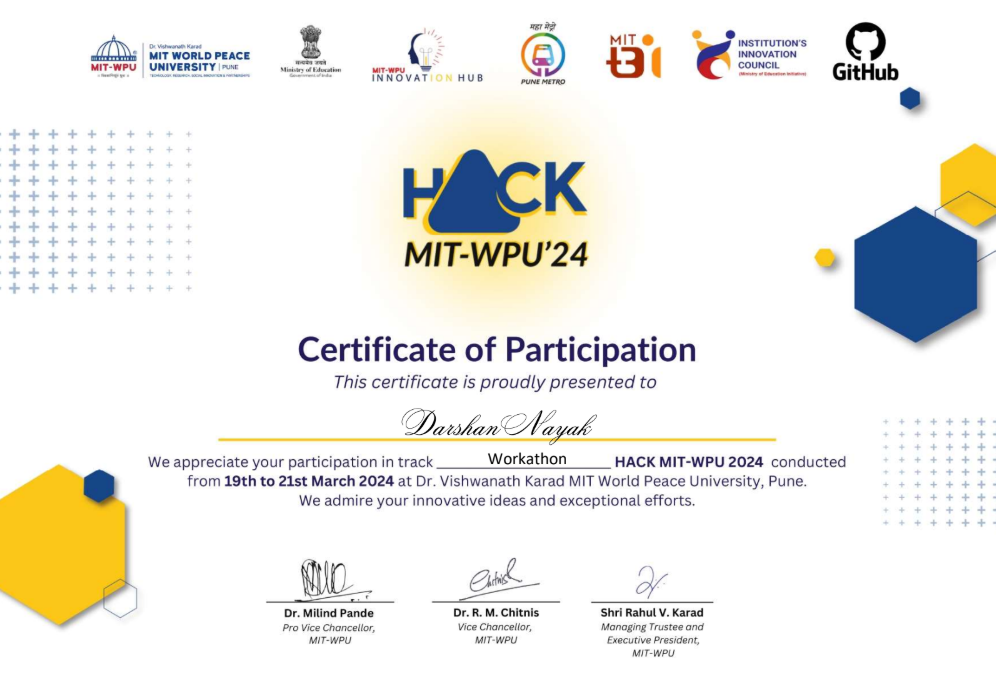 Dr. Vishwanath Karad
MIT WORLD PEACE
UNIVERSITY | PUNE
TECHNOLOGY, RESEARCH, SOCIAL INNOVATION & PARTNERSHIPS
MIT-WPU
सत्यमेव जयते
Ministry of Education
Government of India
MIT-WPU
INNOVATION HUB
महा मेट्रो
PUNE METRO
MIT
TBI
INSTITUTION'S
INNOVATION
COUNCIL
(Ministry of Education Initiative)
GitHub
HACK
MIT-WPU'24
Certificate of Participation
This certificate is proudly presented to
Darshan Nayak
We appreciate your participation in track Workathon HACK MIT-WPU 2024 conducted
from 19th to 21st March 2024 at Dr. Vishwanath Karad MIT World Peace University, Pune.
We admire your innovative ideas and exceptional efforts.
Chitnis
Dr. Milind Pande
Pro Vice Chancellor,
MIT-WPU
Dr. R. M. Chitnis
Vice Chancellor,
MIT-WPU
Shri Rahul V. Karad
Managing Trustee and
Executive President,
MIT-WPU